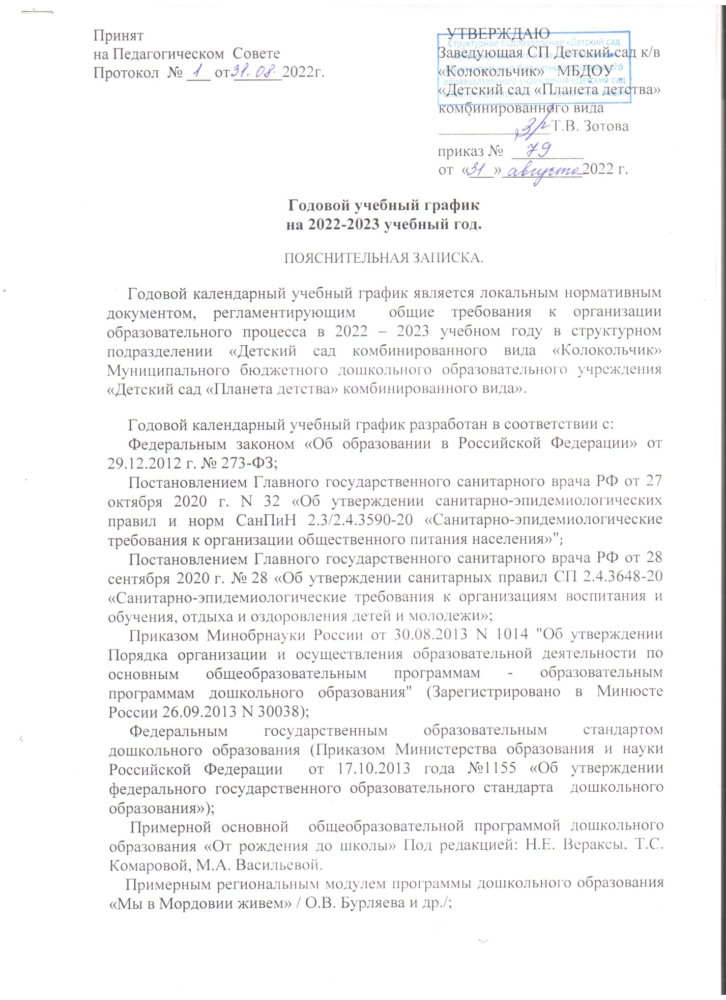 Принят
на Педагогическом Совете
Протокол № 1 от 31.08. 2022г.
УТВЕРЖДАЮ
Заведующая СП Детский сад к/в
«Колокольчик» МБДОУ
«Детский сад «Планета детства»
комбинированного вида
Т.В. Зотова
приказ № 79
от «31» августа 2022 г.
Структурное подразделение «Детский сад
образовательного учреждения «Детский сад
Годовой учебный график
на 2022-2023 учебный год.
ПОЯСНИТЕЛЬНАЯ ЗАПИСКА.
Годовой календарный учебный график является локальным нормативным
документом, регламентирующим общие требования к организации
образовательного процесса в 2022 – 2023 учебном году в структурном
подразделении «Детский сад комбинированного вида «Колокольчик»
Муниципального бюджетного дошкольного образовательного учреждения
«Детский сад «Планета детства» комбинированного вида».
Годовой календарный учебный график разработан в соответствии с:
Федеральным законом «Об образовании в Российской Федерации» от
29.12.2012 г. № 273-ФЗ;
Постановлением Главного государственного санитарного врача РФ от 27
октября 2020 г. N 32 «Об утверждении санитарно-эпидемиологических
правил и норм СанПиН 2.3/2.4.3590-20 «Санитарно-эпидемиологические
требования к организации общественного питания населения»";
Постановлением Главного государственного санитарного врача РФ от 28
сентября 2020 г. № 28 «Об утверждении санитарных правил СП 2.4.3648-20
«Санитарно-эпидемиологические требования к организациям воспитания и
обучения, отдыха и оздоровления детей и молодежи»;
Приказом Минобрнауки России от 30.08.2013 N 1014 "Об утверждении
Порядка организации и осуществления образовательной деятельности по
основным общеобразовательным программам - образовательным
программам дошкольного образования" (Зарегистрировано в Минюсте
России 26.09.2013 N 30038);
Федеральным государственным образовательным стандартом
дошкольного образования (Приказом Министерства образования и науки
Российской Федерации от 17.10.2013 года №1155 «Об утверждении
федерального государственного образовательного стандарта дошкольного
образования»);
Примерной основной общеобразовательной программой дошкольного
образования «От рождения до школы» Под редакцией: Н.Е. Вераксы, Т.С.
Комаровой, М.А. Васильевой.
Примерным региональным модулем программы дошкольного образования
«Мы в Мордовии живем» / О.В. Бурляева и др./;